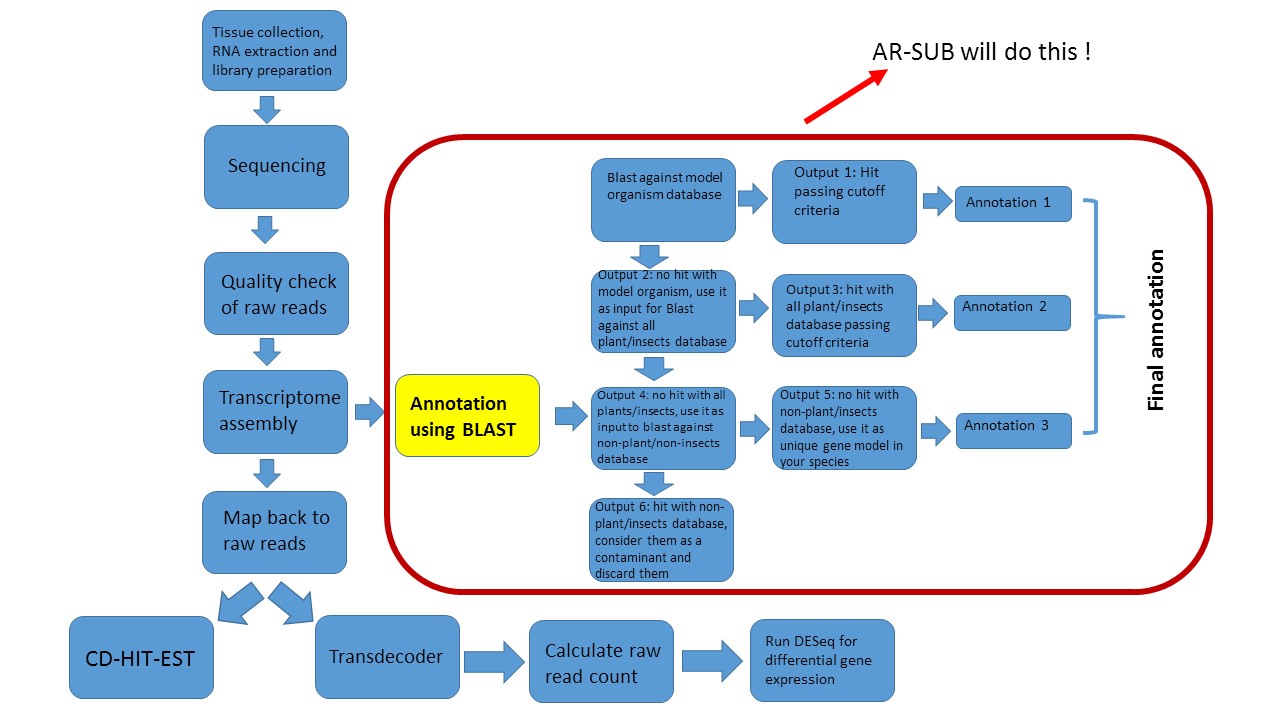 Tissue collection,
RNA extraction and
library preparation
Sequencing
Quality check
of raw reads
Transcriptome
assembly
Map back to
raw reads
CD-HIT-EST
Transdecoder
Calculate raw
read count
Run DESeq for
differential gene
expression
AR-SUB will do this !
Annotation
using BLAST
Blast against model
organism database
Output 1: Hit
passing cutoff
criteria
Annotation 1
Output 2: no hit with
model organism, use it
as input for Blast
against all
plant/insects database
Output 3: hit with
all plant/insects
database passing
cutoff criteria
Annotation 2
Output 4: no hit with all
plants/insects, use it as
input to blast against
non-plant/non-insects
database
Output 5: no hit with
non-plant/insects
database, use it as
unique gene model in
your species
Annotation 3
Output 6: hit with non-
plant/insects database,
consider them as a
contaminant and
discard them
Final annotation